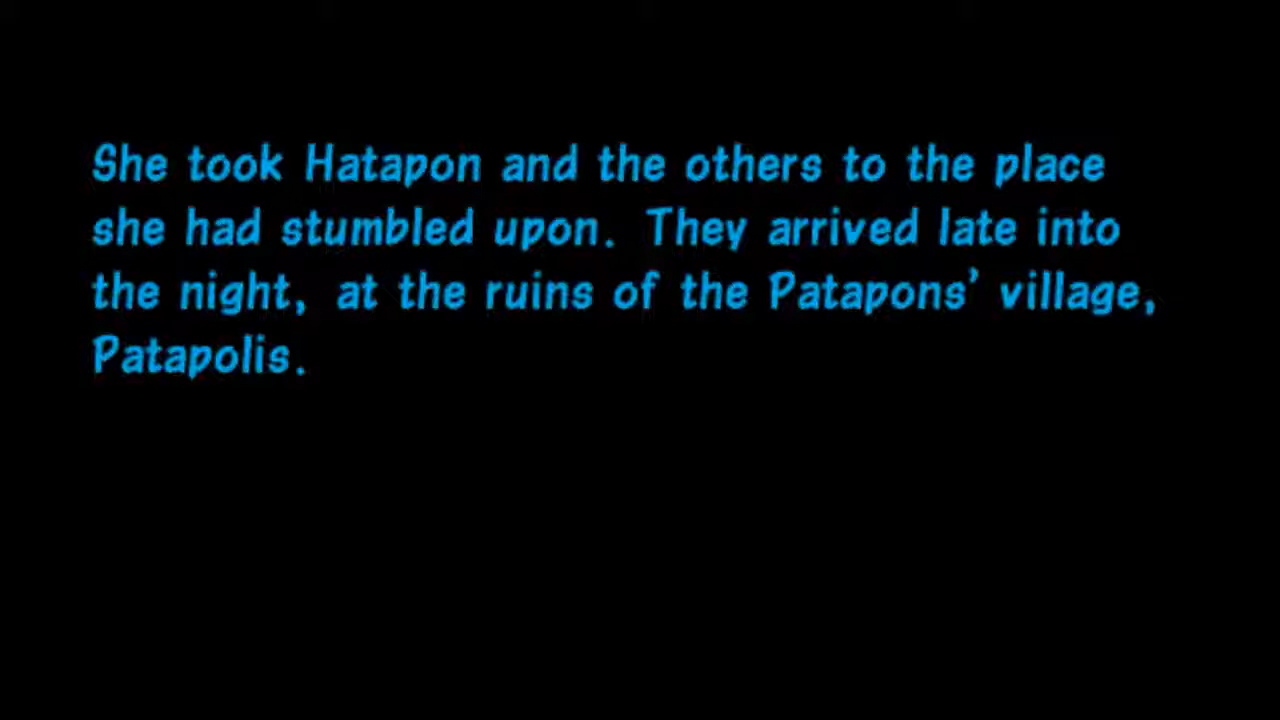 She took Hatapon and the others to the place
she had stumbled upon. They arrived late into
the night, at the ruins of the Patapons' village,
Patapolis.